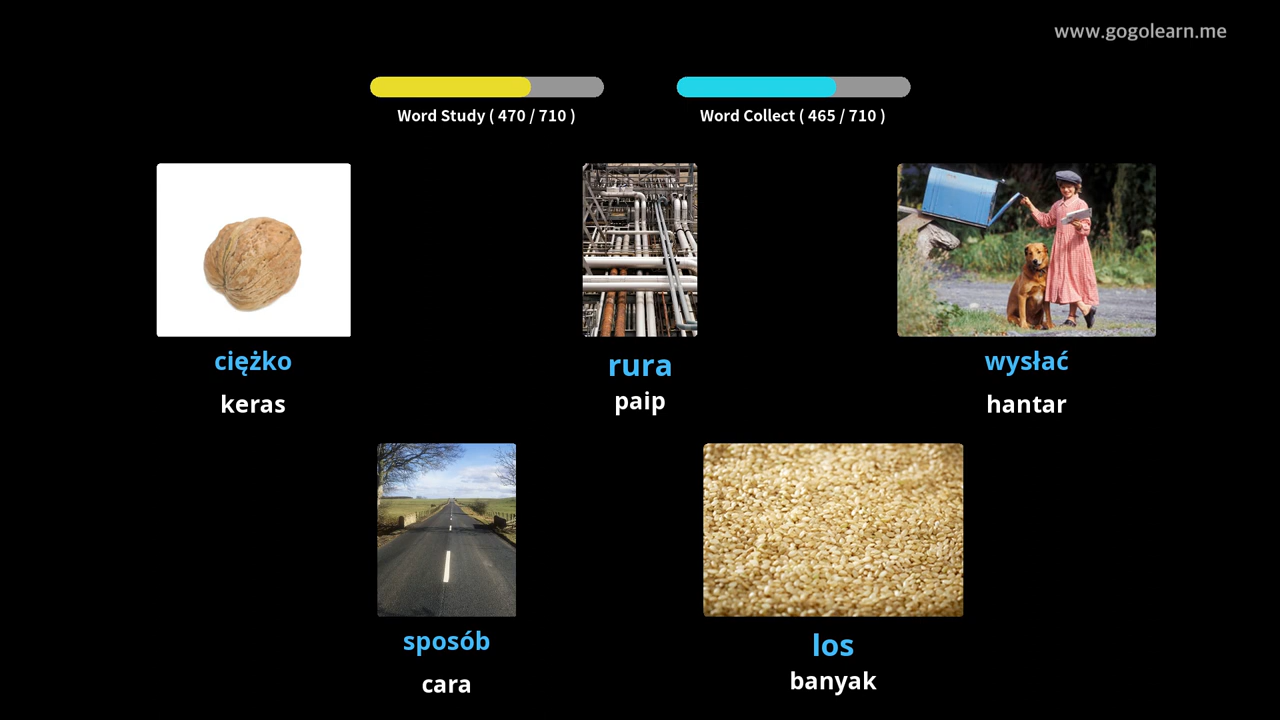 www.gogolearn.me
Word Study ( 470 / 710 )
Word Collect ( 465 / 710 )
ciężko
keras
rura
paip
wysłać
hantar
sposób
cara
los
banyak